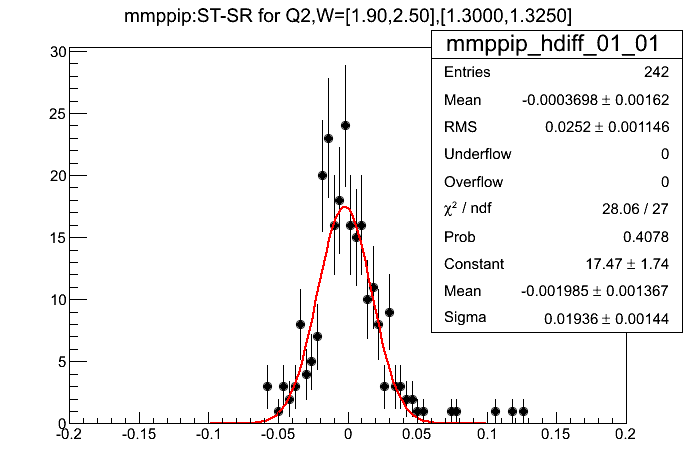 mmppip:ST-SR for Q2,W=[1.90,2.50],[1.3000,1.3250]
mmppip_hdiff_01_01
Entries 242
Mean -0.0003698 ± 0.00162
RMS 0.0252 ± 0.001146
Underflow 0
Overflow 0
χ² / ndf 28.06 / 27
Prob 0.4078
Constant 17.47 ± 1.74
Mean -0.001985 ± 0.001367
Sigma 0.01936 ± 0.00144
30
25
20
15
10
5
0
-0.2 -0.15 -0.1 -0.05 0 0.05 0.1 0.15 0.2